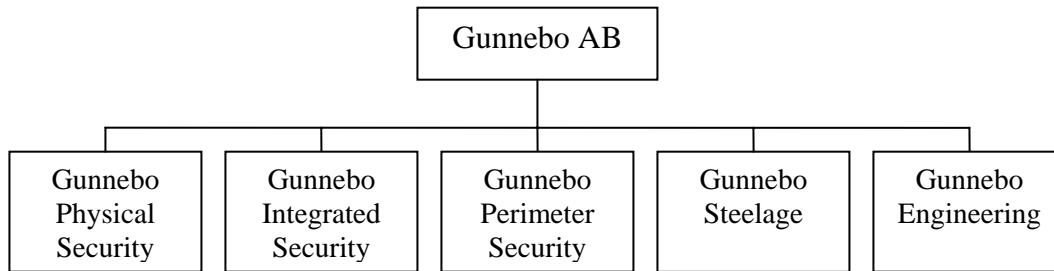 Gunnebo AB
Gunnebo
Physical
Security
Gunnebo
Integrated
Security
Gunnebo
Perimeter
Security
Gunnebo
Steelage
Gunnebo
Engineering